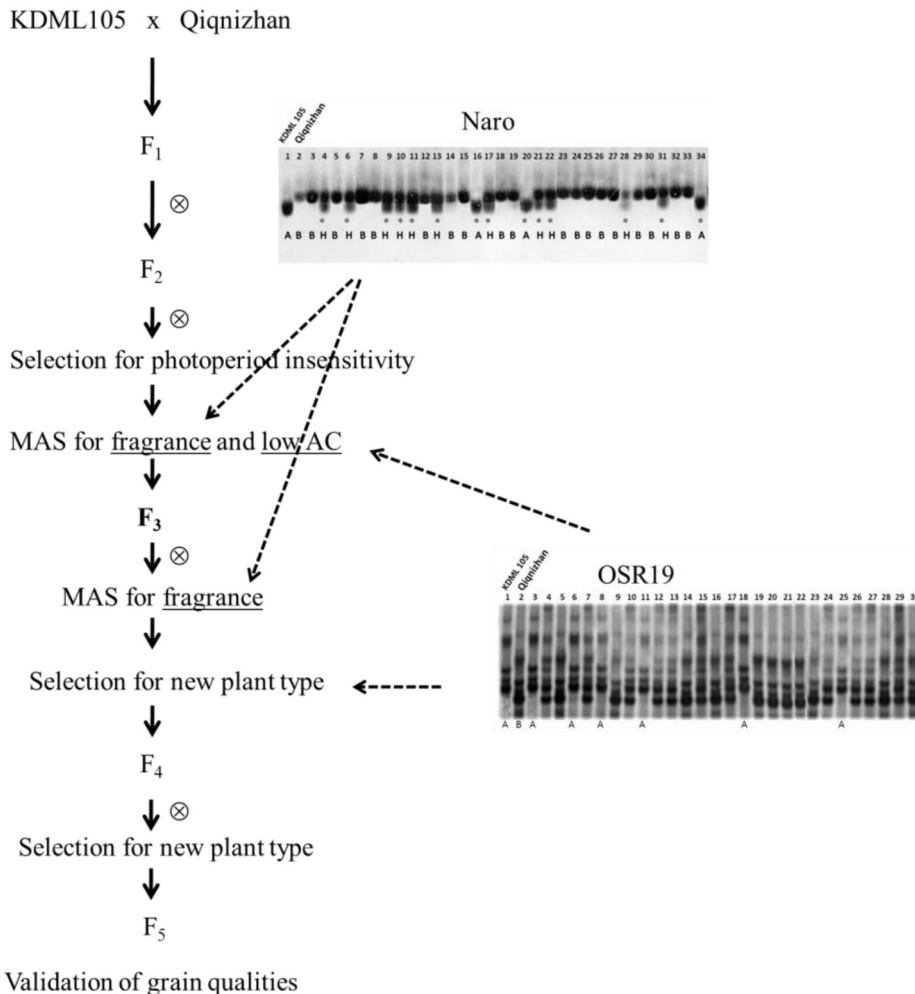 KDML105 x Qiqnizhan
F₁
⊗
F₂
⊗
Selection for photoperiod insensitivity
MAS for fragrance and low AC
F₃
⊗
MAS for fragrance
Selection for new plant type
F₄
⊗
Selection for new plant type
F₅
Validation of grain qualities
KDML 105
Qiqnizhan
Naro
1 2 3 4 5 6 7 8 9 10 11 12 13 14 15 16 17 18 19 20 21 22 23 24 25 26 27 28 29 30 31 32 33 34
* * * * * * * * * * * * * *
A B B H B H B B H H H B H B B A H B B A H H B B B B B H B B H B B A
KDML 105
Qiqnizhan
OSR19
1 2 3 4 5 6 7 8 9 10 11 12 13 14 15 16 17 18 19 20 21 22 23 24 25 26 27 28 29
A B A A A A A A